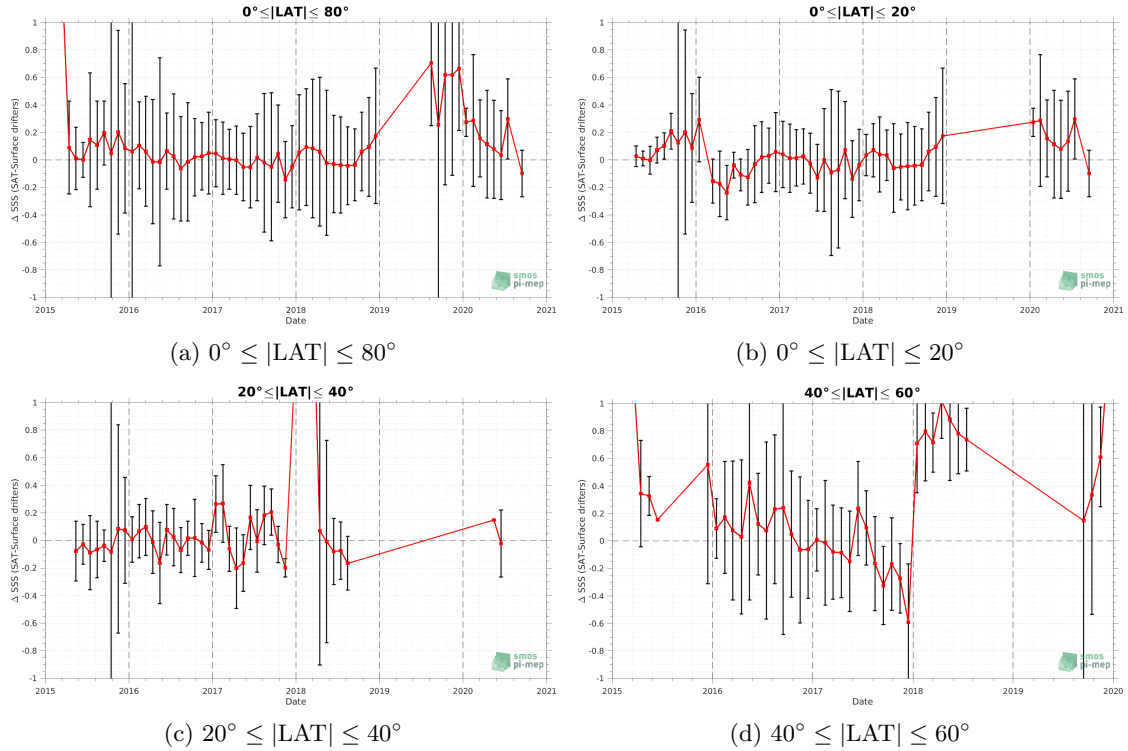 0°≤|LAT|≤ 80°
Δ SSS (SAT-Surface drifters)
1
0.8
0.6
0.4
0.2
0
-0.2
-0.4
-0.6
-0.8
-1
smos
pi-mep
2015 2016 2017 2018 2019 2020 2021
Date
(a) 0° ≤ |LAT| ≤ 80°
0°≤|LAT|≤ 20°
Δ SSS (SAT-Surface drifters)
1
0.8
0.6
0.4
0.2
0
-0.2
-0.4
-0.6
-0.8
-1
smos
pi-mep
2015 2016 2017 2018 2019 2020 2021
Date
(b) 0° ≤ |LAT| ≤ 20°
20°≤|LAT|≤ 40°
Δ SSS (SAT-Surface drifters)
1
0.8
0.6
0.4
0.2
0
-0.2
-0.4
-0.6
-0.8
-1
smos
pi-mep
2015 2016 2017 2018 2019 2020 2021
Date
(c) 20° ≤ |LAT| ≤ 40°
40°≤|LAT|≤ 60°
Δ SSS (SAT-Surface drifters)
1
0.8
0.6
0.4
0.2
0
-0.2
-0.4
-0.6
-0.8
-1
smos
pi-mep
2015 2016 2017 2018 2019 2020
Date
(d) 40° ≤ |LAT| ≤ 60°